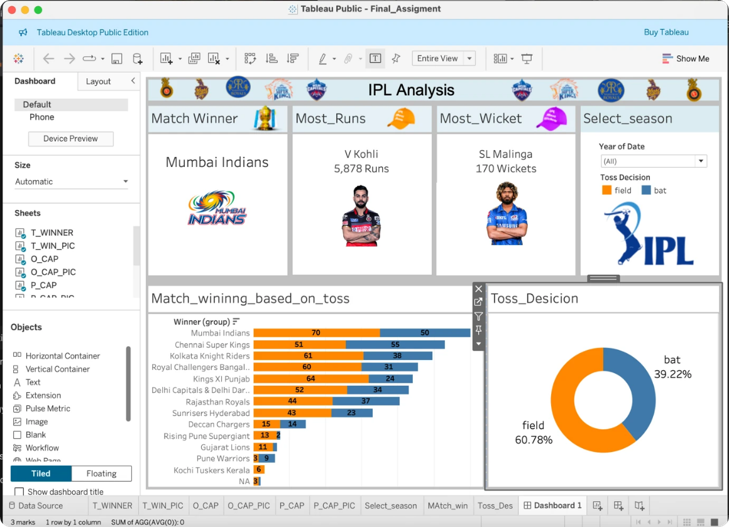 Tableau Public - Final_Assigment
Tableau Desktop Public Edition
Buy Tableau
Entire View
Show Me
Dashboard
Layout
Default
Phone
Device Preview
Size
Automatic
Sheets
T_WINNER
T_WIN_PIC
O_CAP
O_CAP_PIC
P_CAP
P_CAP_PIC
Objects
Horizontal Container
Vertical Container
Text
Extension
Pulse Metric
Image
Blank
Workflow
Web Page
Tiled
Floating
Show dashboard title
IPL Analysis
Match Winner
Most_Runs
Most_Wicket
Select_season
Mumbai Indians
MUMBAI
INDIANS
V Kohli
5,878 Runs
SL Malinga
170 Wickets
Year of Date
(All)
Toss Decision
field
bat
IPL
Match_wininng_based_on_toss
Winner (group)
Mumbai Indians 70 50
Chennai Super Kings 51 55
Kolkata Knight Riders 61 38
Royal Challengers Bangal.. 60 31
Kings XI Punjab 64 24
Delhi Capitals & Delhi Dar.. 52 34
Rajasthan Royals 44 37
Sunrisers Hyderabad 43 23
Deccan Chargers 15 14
Rising Pune Supergiant 13 2
Gujarat Lions 11
Pune Warriors 3 9
Kochi Tuskers Kerala 6
NA 3
Toss_Desicion
bat
39.22%
field
60.78%
Data Source
T_WINNER
T_WIN_PIC
O_CAP
O_CAP_PIC
P_CAP
P_CAP_PIC
Select_season
MAtch_win
Toss_Des
Dashboard 1
3 marks
1 row by 1 column
SUM of AGG(AVG(0)): 0